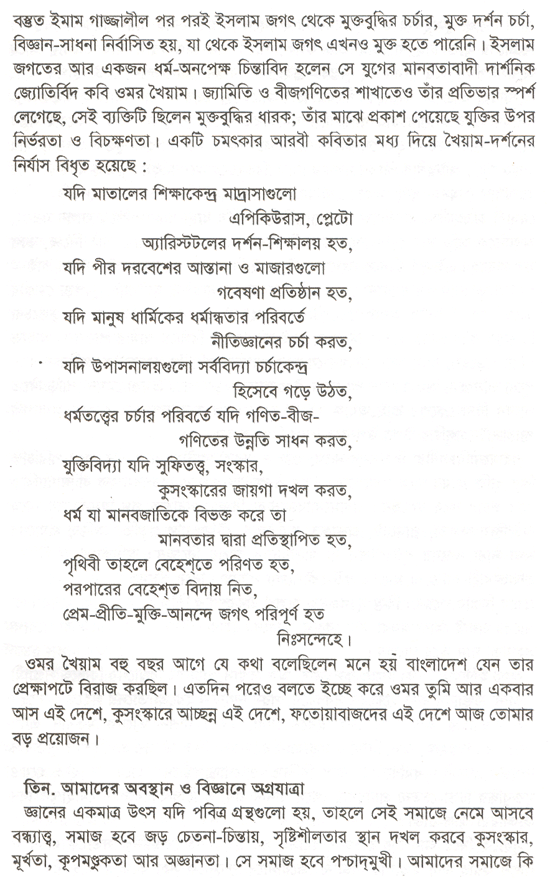 বস্তুত ইমাম গাজ্জালীল পর পরই ইসলাম জগৎ থেকে মুক্তবুদ্ধির চর্চার, মুক্ত দর্শন চর্চা,
বিজ্ঞান-সাধনা নির্বাসিত হয়, যা থেকে ইসলাম জগৎ এখনও মুক্ত হতে পারেনি। ইসলাম
জগতের আর একজন ধর্ম-অনপেক্ষ চিন্তাবিদ হলেন সে যুগের মানবতাবাদী দার্শনিক
জ্যোতির্বিদ কবি ওমর খৈয়াম। জ্যামিতি ও বীজগণিতের শাখাতেও তাঁর প্রতিভার স্পর্শ
লেগেছে, সেই ব্যক্তিটি ছিলেন মুক্তবুদ্ধির ধারক; তাঁর মাঝে প্রকাশ পেয়েছে যুক্তির উপর
নির্ভরতা ও বিচক্ষণতা। একটি চমৎকার আরবী কবিতার মধ্য দিয়ে খৈয়াম-দর্শনের
নির্যাস বিধৃত হয়েছে :
যদি মাতালের শিক্ষাকেন্দ্র মাদ্রাসাগুলো
এপিকিউরাস, প্লেটো
অ্যারিস্টটলের দর্শন-শিক্ষালয় হত,
যদি পীর দরবেশের আস্তানা ও মাজারগুলো
গবেষণা প্রতিষ্ঠান হত,
যদি মানুষ ধার্মিকের ধর্মান্ধতার পরিবর্তে
নীতিজ্ঞানের চর্চা করত,
যদি উপাসনালয়গুলো সর্ববিদ্যা চর্চাকেন্দ্র
হিসেবে গড়ে উঠত,
ধর্মতত্ত্বের চর্চার পরিবর্তে যদি গণিত-বীজ-
গণিতের উন্নতি সাধন করত,
যুক্তিবিদ্যা যদি সুফিতত্ত্ব, সংস্কার,
কুসংস্কারের জায়গা দখল করত,
ধর্ম যা মানবজাতিকে বিভক্ত করে তা
মানবতার দ্বারা প্রতিস্থাপিত হত,
পৃথিবী তাহলে বেহেশ্‌তে পরিণত হত,
পরপারের বেহেশ্‌ত বিদায় নিত,
প্রেম-প্রীতি-মুক্তি-আনন্দে জগৎ পরিপূর্ণ হত
নিঃসন্দেহে।
ওমর খৈয়াম বহু বছর আগে যে কথা বলেছিলেন মনে হয় বাংলাদেশ যেন তার
প্রেক্ষাপটে বিরাজ করছিল। এতদিন পরেও বলতে ইচ্ছে করে ওমর তুমি আর একবার
আস এই দেশে, কুসংস্কারে আচ্ছন্ন এই দেশে, ফতোয়াবাজদের এই দেশে আজ তোমার
বড় প্রয়োজন।
তিন. আমাদের অবস্থান ও বিজ্ঞানে অগ্রযাত্রা
জ্ঞানের একমাত্র উৎস যদি পবিত্র গ্রন্থগুলো হয়, তাহলে সেই সমাজে নেমে আসবে
বন্ধ্যাত্ত্ব, সমাজ হবে জড় চেতনা-চিন্তায়, সৃষ্টিশীলতার স্থান দখল করবে কুসংস্কার,
মূর্খতা, কূপমণ্ডুকতা আর অজ্ঞানতা। সে সমাজ হবে পশ্চাদমুখী। আমাদের সমাজে কি